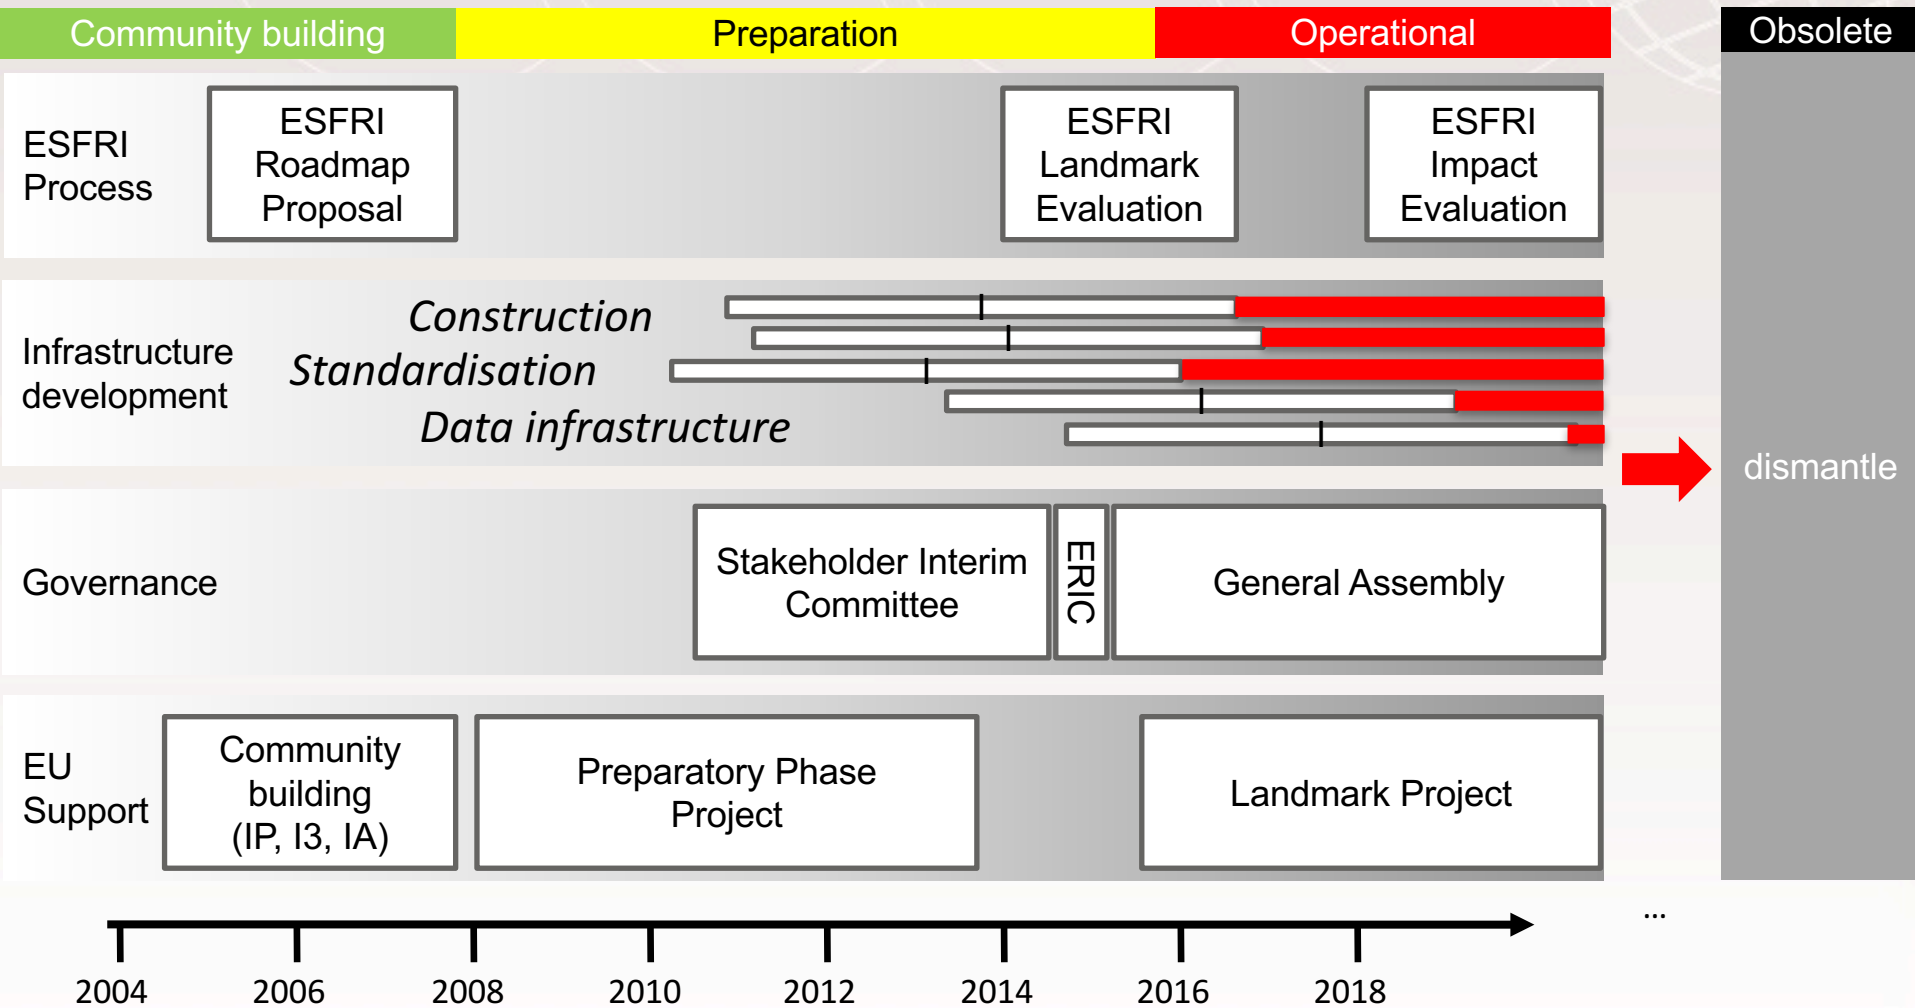 Community building
Preparation
Operational
Obsolete
ESFRI
Process
ESFRI
Roadmap
Proposal
ESFRI
Landmark
Evaluation
ESFRI
Impact
Evaluation
Infrastructure
development
Construction
Standardisation
Data infrastructure
dismantle
Governance
Stakeholder Interim
Committee
ERIC
General Assembly
EU
Support
Community
building
(IP, I3, IA)
Preparatory Phase
Project
Landmark Project
...
2004 2006 2008 2010 2012 2014 2016 2018